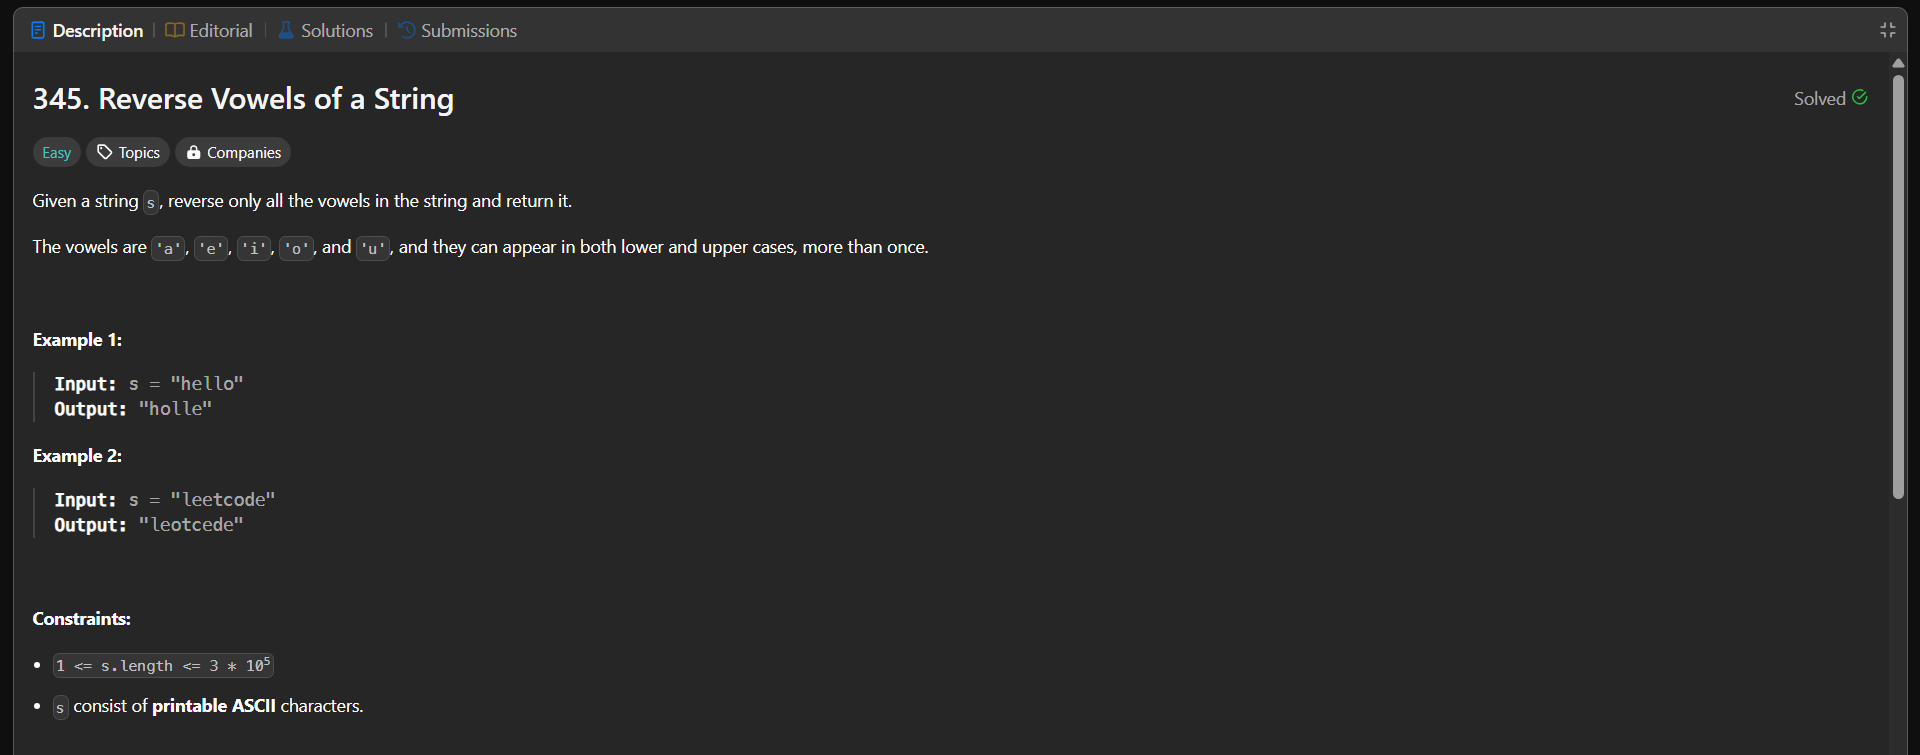 Description Editorial Solutions Submissions
345. Reverse Vowels of a String
Solved
Easy Topics Companies
Given a string s, reverse only all the vowels in the string and return it.
The vowels are 'a', 'e', 'i', 'o', and 'u', and they can appear in both lower and upper cases, more than once.
Example 1:
Input: s = "hello"
Output: "holle"
Example 2:
Input: s = "leetcode"
Output: "leotcede"
Constraints:
• 1 <= s.length <= 3 * 10⁵
• s consist of printable ASCII characters.